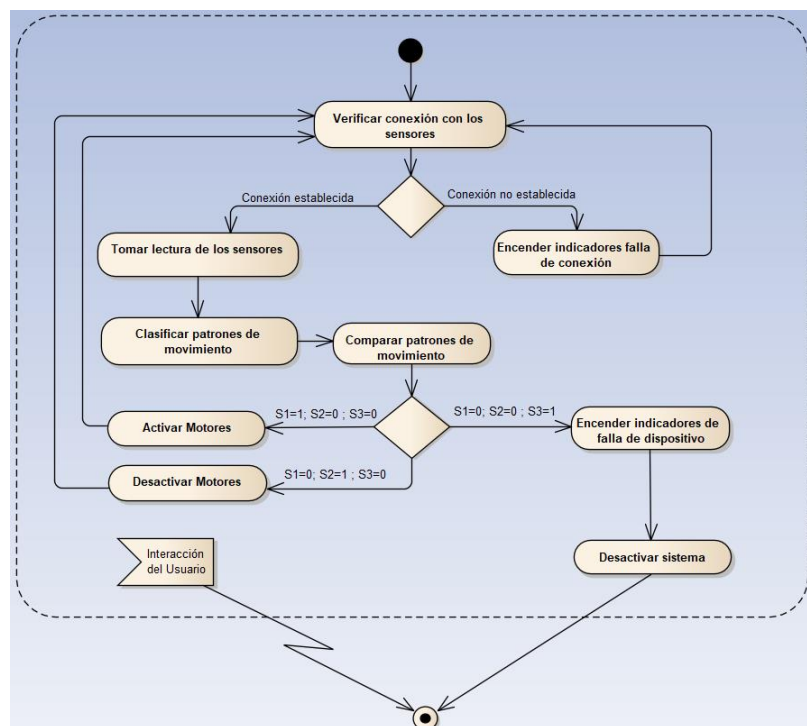 Verificar conexión con los
sensores
Conexión establecida
Conexión no establecida
Tomar lectura de los sensores
Encender indicadores falla
de conexión
Clasificar patrones de
movimiento
Comparar patrones de
movimiento
S1=1; S2=0 ; S3=0
S1=0; S2=0 ; S3=1
Activar Motores
Encender indicadores de
falla de dispositivo
S1=0; S2=1 ; S3=0
Desactivar Motores
Interacción
del Usuario
Desactivar sistema